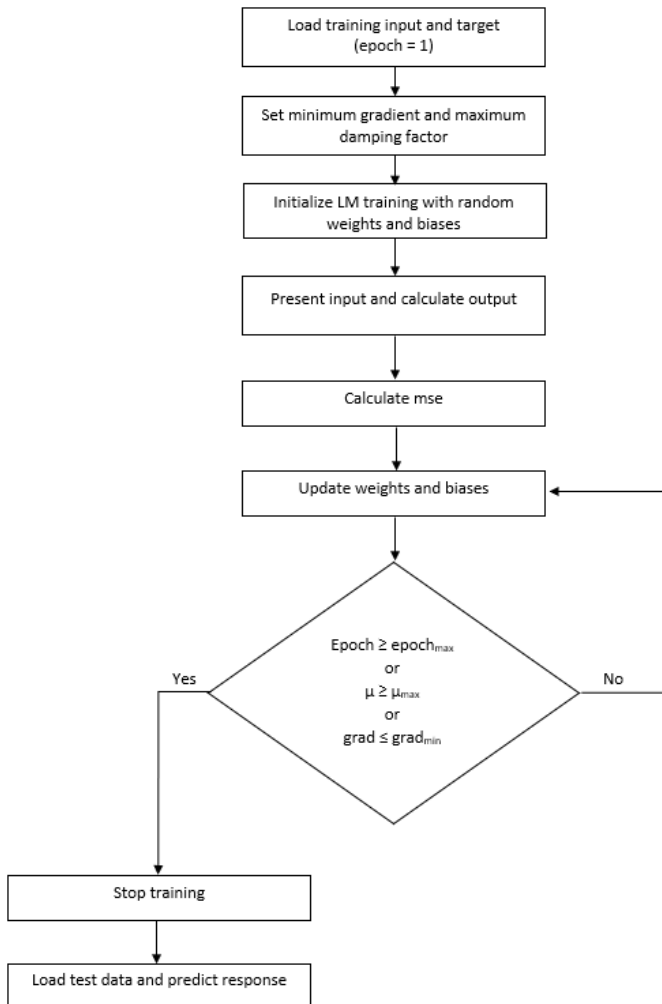 Load training input and target
(epoch = 1)
Set minimum gradient and maximum
damping factor
Initialize LM training with random
weights and biases
Present input and calculate output
Calculate mse
Update weights and biases
Epoch ≥ epochmax
or
Yes
No
µ ≥ µmax
or
grad ≤ gradmin
Stop training
Load test data and predict response